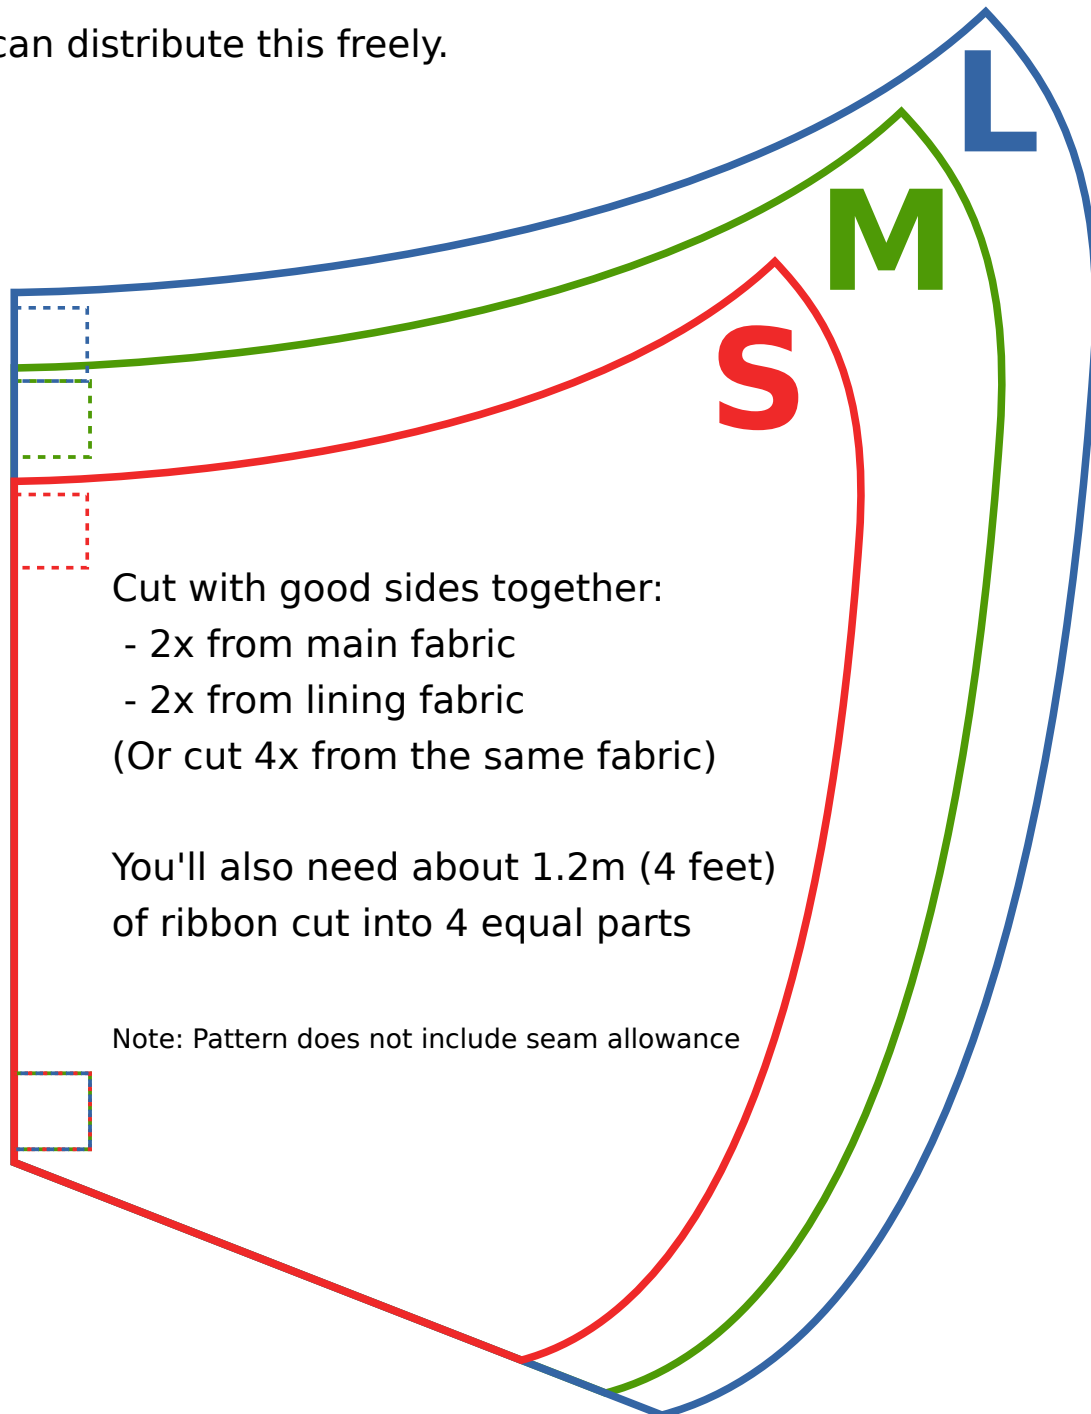 can distribute this freely.
L
M
S
Cut with good sides together:
- 2x from main fabric
- 2x from lining fabric
(Or cut 4x from the same fabric)
You'll also need about 1.2m (4 feet)
of ribbon cut into 4 equal parts
Note: Pattern does not include seam allowance